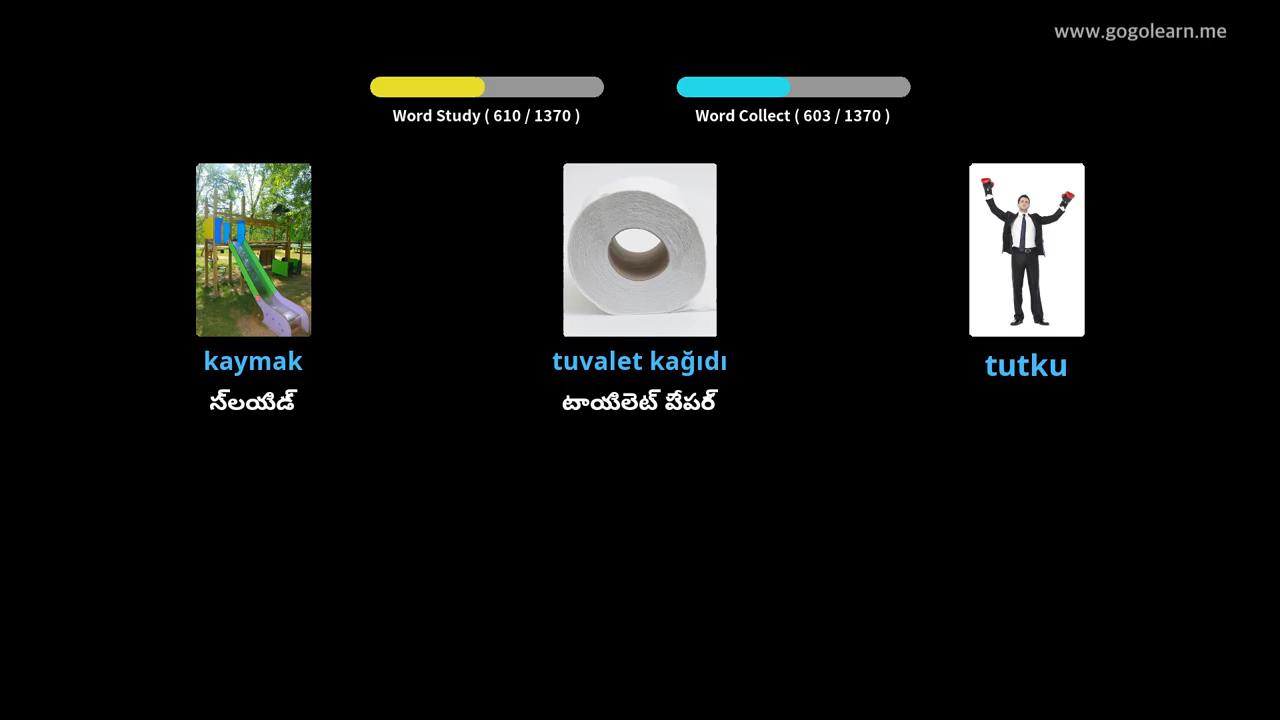 www.gogolearn.me
Word Study ( 610 / 1370 )
Word Collect ( 603 / 1370 )
kaymak
tuvalet kağıdı
tutku
స్‌లయిడ్
టాయిలెట్ పేపర్